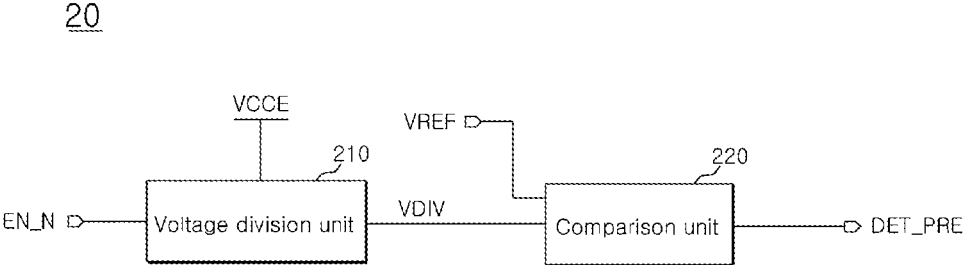 20
VCCE
VREF
210
220
EN_N
Voltage division unit
VDIV
Comparison unit
DET_PRE